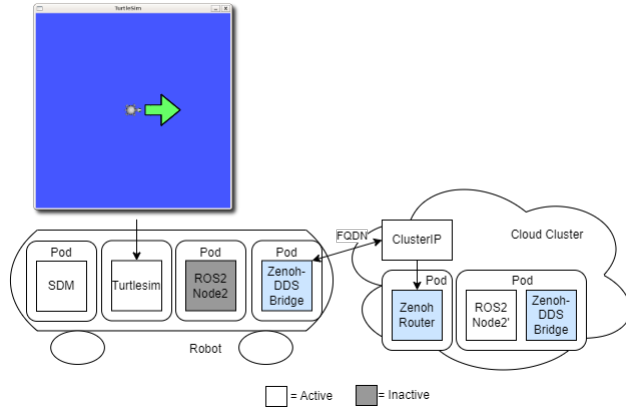 TurtleSim
FQDN
ClusterIP
Cloud Cluster
Pod
Pod
Pod
Pod
Pod
Pod
SDM
Turtlesim
ROS2
Node2
Zenoh-
DDS
Bridge
Zenoh
Router
ROS2
Node2'
Zenoh-
DDS
Bridge
Robot
= Active
= Inactive